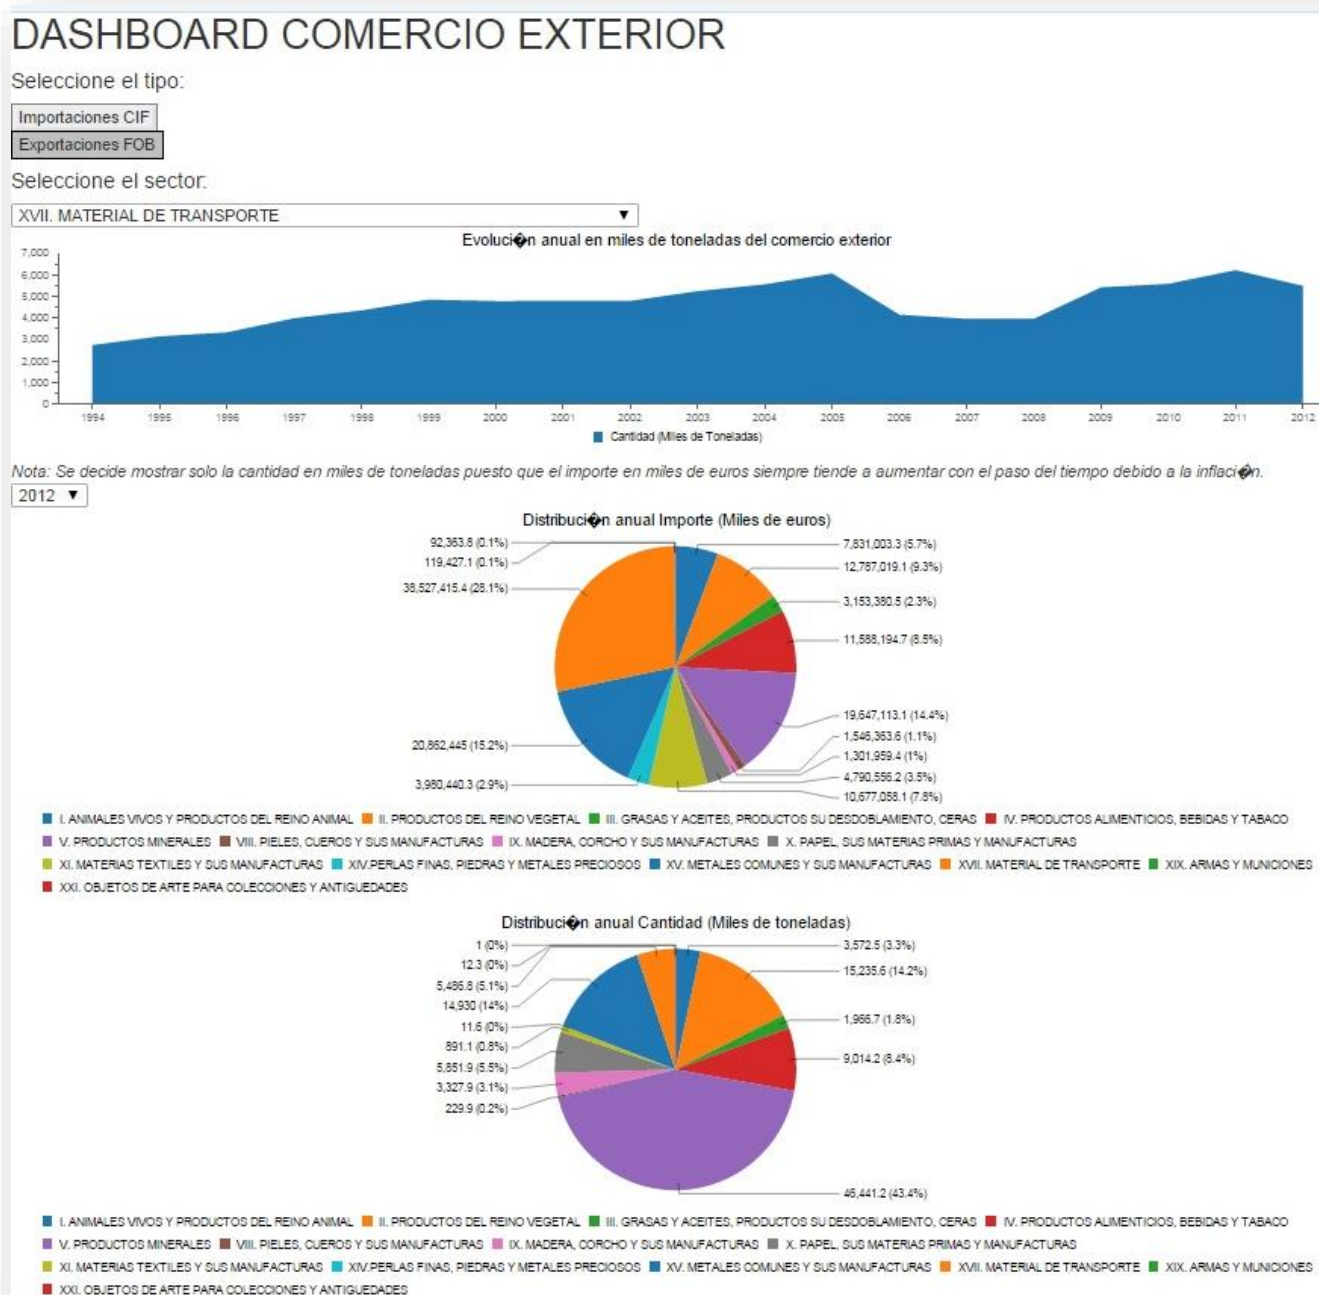 DASHBOARD COMERCIO EXTERIOR
Seleccione el tipo:
Importaciones CIF
Exportaciones FOB
Seleccione el sector:
XVII. MATERIAL DE TRANSPORTE ▼
Evoluci�n anual en miles de toneladas del comercio exterior
7,000
6,000
5,000
4,000
3,000
2,000
1,000
0
1994 1995 1996 1997 1998 1999 2000 2001 2002 2003 2004 2005 2006 2007 2008 2009 2010 2011 2012
Cantidad (Miles de Toneladas)
Nota: Se decide mostrar solo la cantidad en miles de toneladas puesto que el importe en miles de euros siempre tiende a aumentar con el paso del tiempo debido a la inflaci�n.
2012 ▼
Distribuci�n anual Importe (Miles de euros)
92,363.8 (0.1%) 7,831,003.3 (5.7%)
119,427.1 (0.1%) 12,787,019.1 (9.3%)
38,527,415.4 (28.1%) 3,153,380.5 (2.3%)
11,588,194.7 (8.5%)
19,647,113.1 (14.4%)
1,546,363.6 (1.1%)
20,862,445 (15.2%) 1,301,959.4 (1%)
4,790,556.2 (3.5%)
3,980,440.3 (2.9%) 10,677,058.1 (7.8%)
I. ANIMALES VIVOS Y PRODUCTOS DEL REINO ANIMAL II. PRODUCTOS DEL REINO VEGETAL III. GRASAS Y ACEITES, PRODUCTOS SU DESDOBLAMIENTO, CERAS IV. PRODUCTOS ALIMENTICIOS, BEBIDAS Y TABACO
V. PRODUCTOS MINERALES VIII. PIELES, CUEROS Y SUS MANUFACTURAS IX. MADERA, CORCHO Y SUS MANUFACTURAS X. PAPEL, SUS MATERIAS PRIMAS Y MANUFACTURAS
XI. MATERIAS TEXTILES Y SUS MANUFACTURAS XIV.PERLAS FINAS, PIEDRAS Y METALES PRECIOSOS XV. METALES COMUNES Y SUS MANUFACTURAS XVII. MATERIAL DE TRANSPORTE XIX. ARMAS Y MUNICIONES
XXI. OBJETOS DE ARTE PARA COLECCIONES Y ANTIGUEDADES
Distribuci�n anual Cantidad (Miles de toneladas)
1 (0%) 3,572.5 (3.3%)
12.3 (0%) 15,235.6 (14.2%)
5,486.8 (5.1%)
14,930 (14%) 1,966.7 (1.8%)
11.6 (0%)
891.1 (0.8%) 9,014.2 (8.4%)
5,851.9 (5.5%)
3,327.9 (3.1%)
229.9 (0.2%)
46,441.2 (43.4%)
I. ANIMALES VIVOS Y PRODUCTOS DEL REINO ANIMAL II. PRODUCTOS DEL REINO VEGETAL III. GRASAS Y ACEITES, PRODUCTOS SU DESDOBLAMIENTO, CERAS IV. PRODUCTOS ALIMENTICIOS, BEBIDAS Y TABACO
V. PRODUCTOS MINERALES VIII. PIELES, CUEROS Y SUS MANUFACTURAS IX. MADERA, CORCHO Y SUS MANUFACTURAS X. PAPEL, SUS MATERIAS PRIMAS Y MANUFACTURAS
XI. MATERIAS TEXTILES Y SUS MANUFACTURAS XIV.PERLAS FINAS, PIEDRAS Y METALES PRECIOSOS XV. METALES COMUNES Y SUS MANUFACTURAS XVII. MATERIAL DE TRANSPORTE XIX. ARMAS Y MUNICIONES
XXI. OBJETOS DE ARTE PARA COLECCIONES Y ANTIGUEDADES